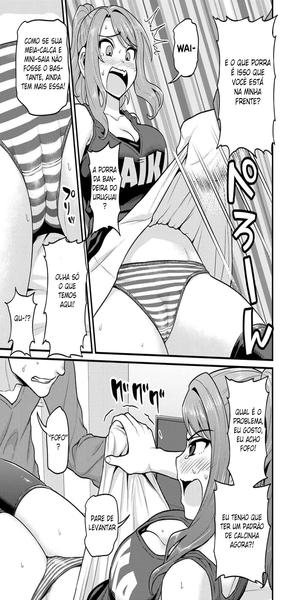 WAI-
E O QUE PORRA
É ISSO QUE
VOCÊ ESTÁ
NA MINHA
FRENTE?
COMO SE SUA
MEIA-CALÇA E
MINI-SAIA NÃO
FOSSE O BAS-
TANTE, AINDA
TEM MAIS ESSA!
AIK
A PORRA
DA BAN-
DEIRA DO
URUGUAI
ぺろーん
OLHA SÓ O
QUE TEMOS
AQUI!
QU-!?
QUAL É O
PROBLEMA,
EU GOSTO,
EU ACHO
FOFO!
EU TENHO QUE
TER UM PADRÃO
DE CALCINHA
AGORA?!
"FOFO"
PARE DE
LEVANTAR